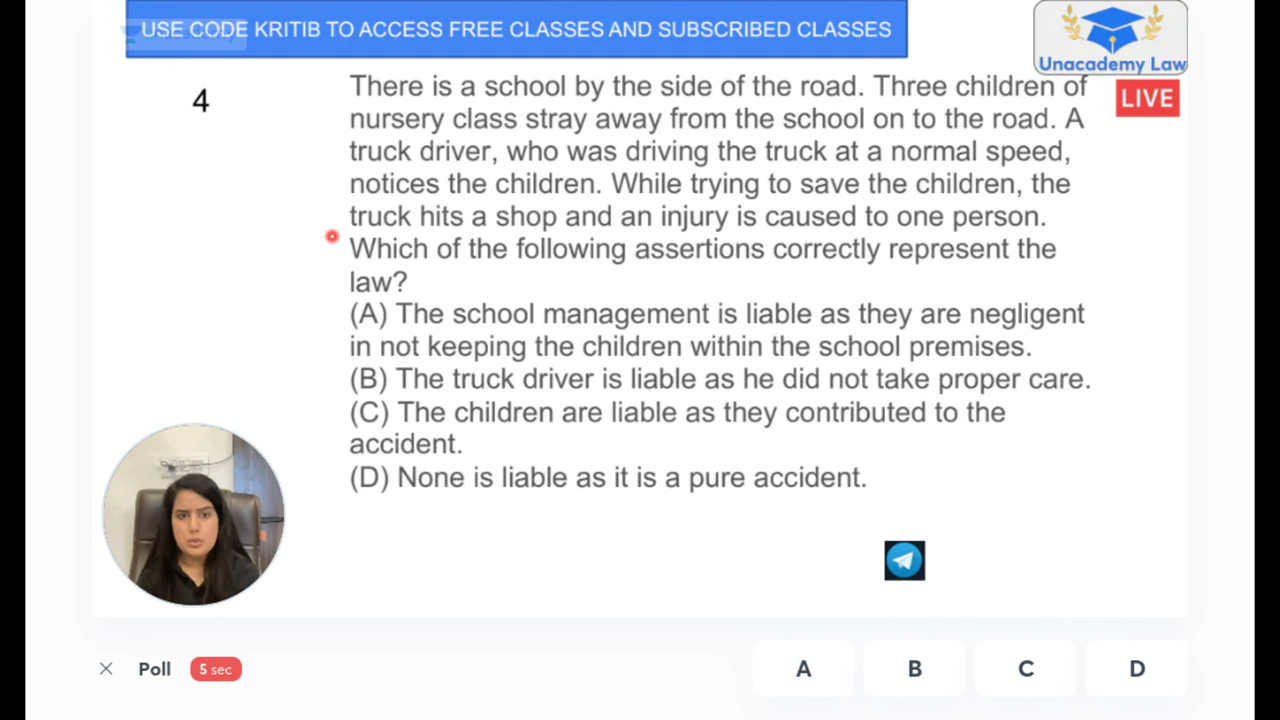 USE CODE KRITIB TO ACCESS FREE CLASSES AND SUBSCRIBED CLASSES
Unacademy Law
LIVE
4
There is a school by the side of the road. Three children of
nursery class stray away from the school on to the road. A
truck driver, who was driving the truck at a normal speed,
notices the children. While trying to save the children, the
truck hits a shop and an injury is caused to one person.
Which of the following assertions correctly represent the
law?
(A) The school management is liable as they are negligent
in not keeping the children within the school premises.
(B) The truck driver is liable as he did not take proper care.
(C) The children are liable as they contributed to the
accident.
(D) None is liable as it is a pure accident.
Poll
5 sec
A
B
C
D